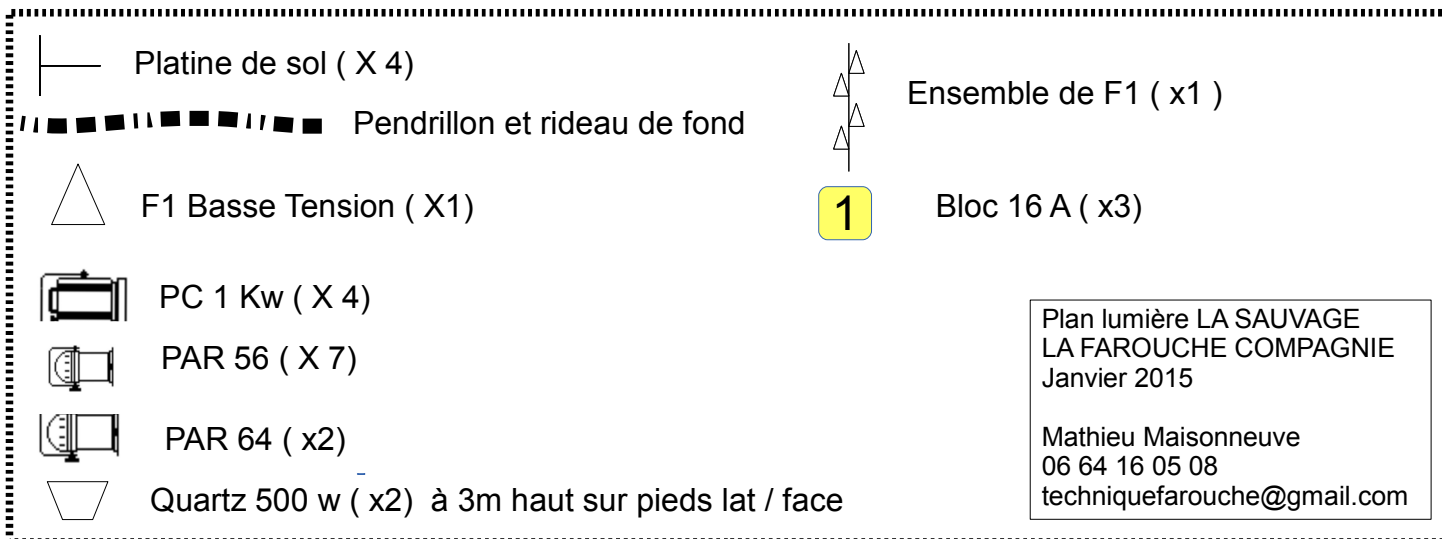 Platine de sol ( X 4)
Pendrillon et rideau de fond
F1 Basse Tension ( X1)
PC 1 Kw ( X 4)
PAR 56 ( X 7)
PAR 64 ( x2)
Quartz 500 w ( x2)  à 3m haut sur pieds lat / face
Ensemble de F1 ( x1 )
1 Bloc 16 A ( x3)
Plan lumière LA SAUVAGE
LA FAROUCHE COMPAGNIE
Janvier 2015
Mathieu Maisonneuve
06 64 16 05 08
techniquefarouche@gmail.com